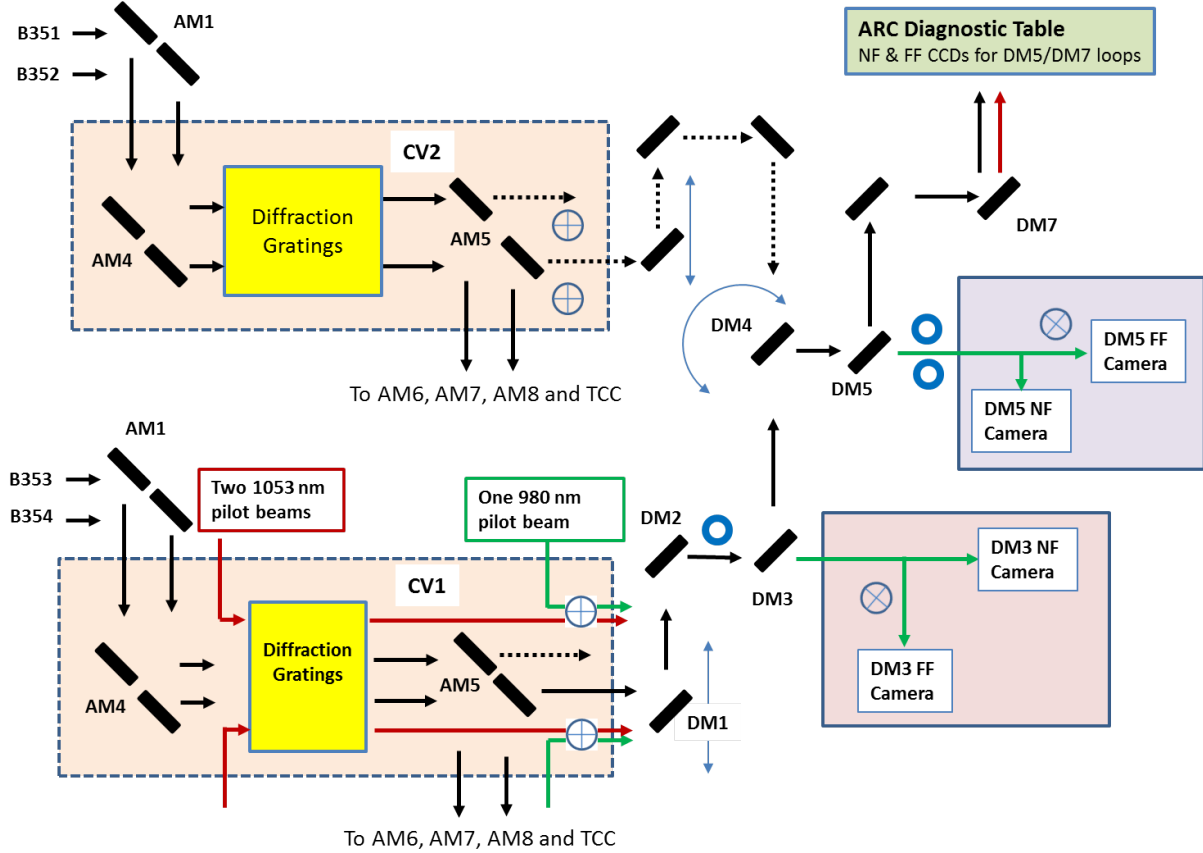 AM1
B351
B352
ARC Diagnostic Table
NF & FF CCDs for DM5/DM7 loops
CV2
Diffraction
Gratings
AM4
AM5
DM7
DM4
DM5
DM5 FF
Camera
DM5 NF
Camera
To AM6, AM7, AM8 and TCC
AM1
B353
B354
Two 1053 nm
pilot beams
One 980 nm
pilot beam
DM2
DM3
DM3 NF
Camera
DM3 FF
Camera
CV1
Diffraction
Gratings
AM4
AM5
DM1
To AM6, AM7, AM8 and TCC